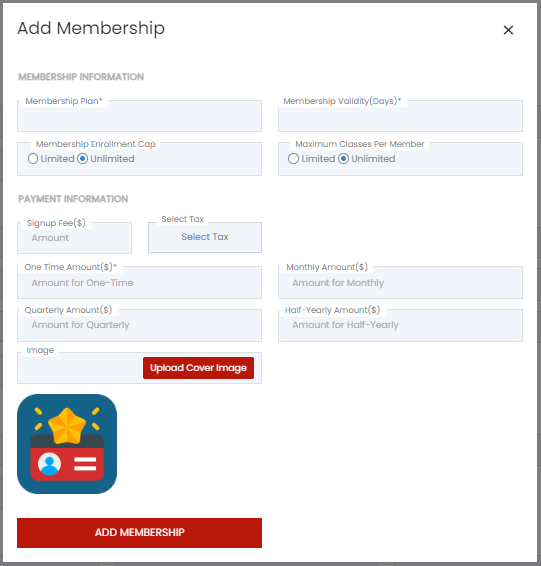 Add Membership
×
MEMBERSHIP INFORMATION
Membership Plan*
Membership Validity(Days)*
Membership Enrollment Cap
Limited Unlimited
Maximum Classes Per Member
Limited Unlimited
PAYMENT INFORMATION
Signup Fee($)
Amount
Select Tax
Select Tax
One Time Amount($)*
Amount for One-Time
Monthly Amount($)
Amount for Monthly
Quarterly Amount($)
Amount for Quarterly
Half-Yearly Amount($)
Amount for Half-Yearly
Image
Upload Cover Image
ADD MEMBERSHIP